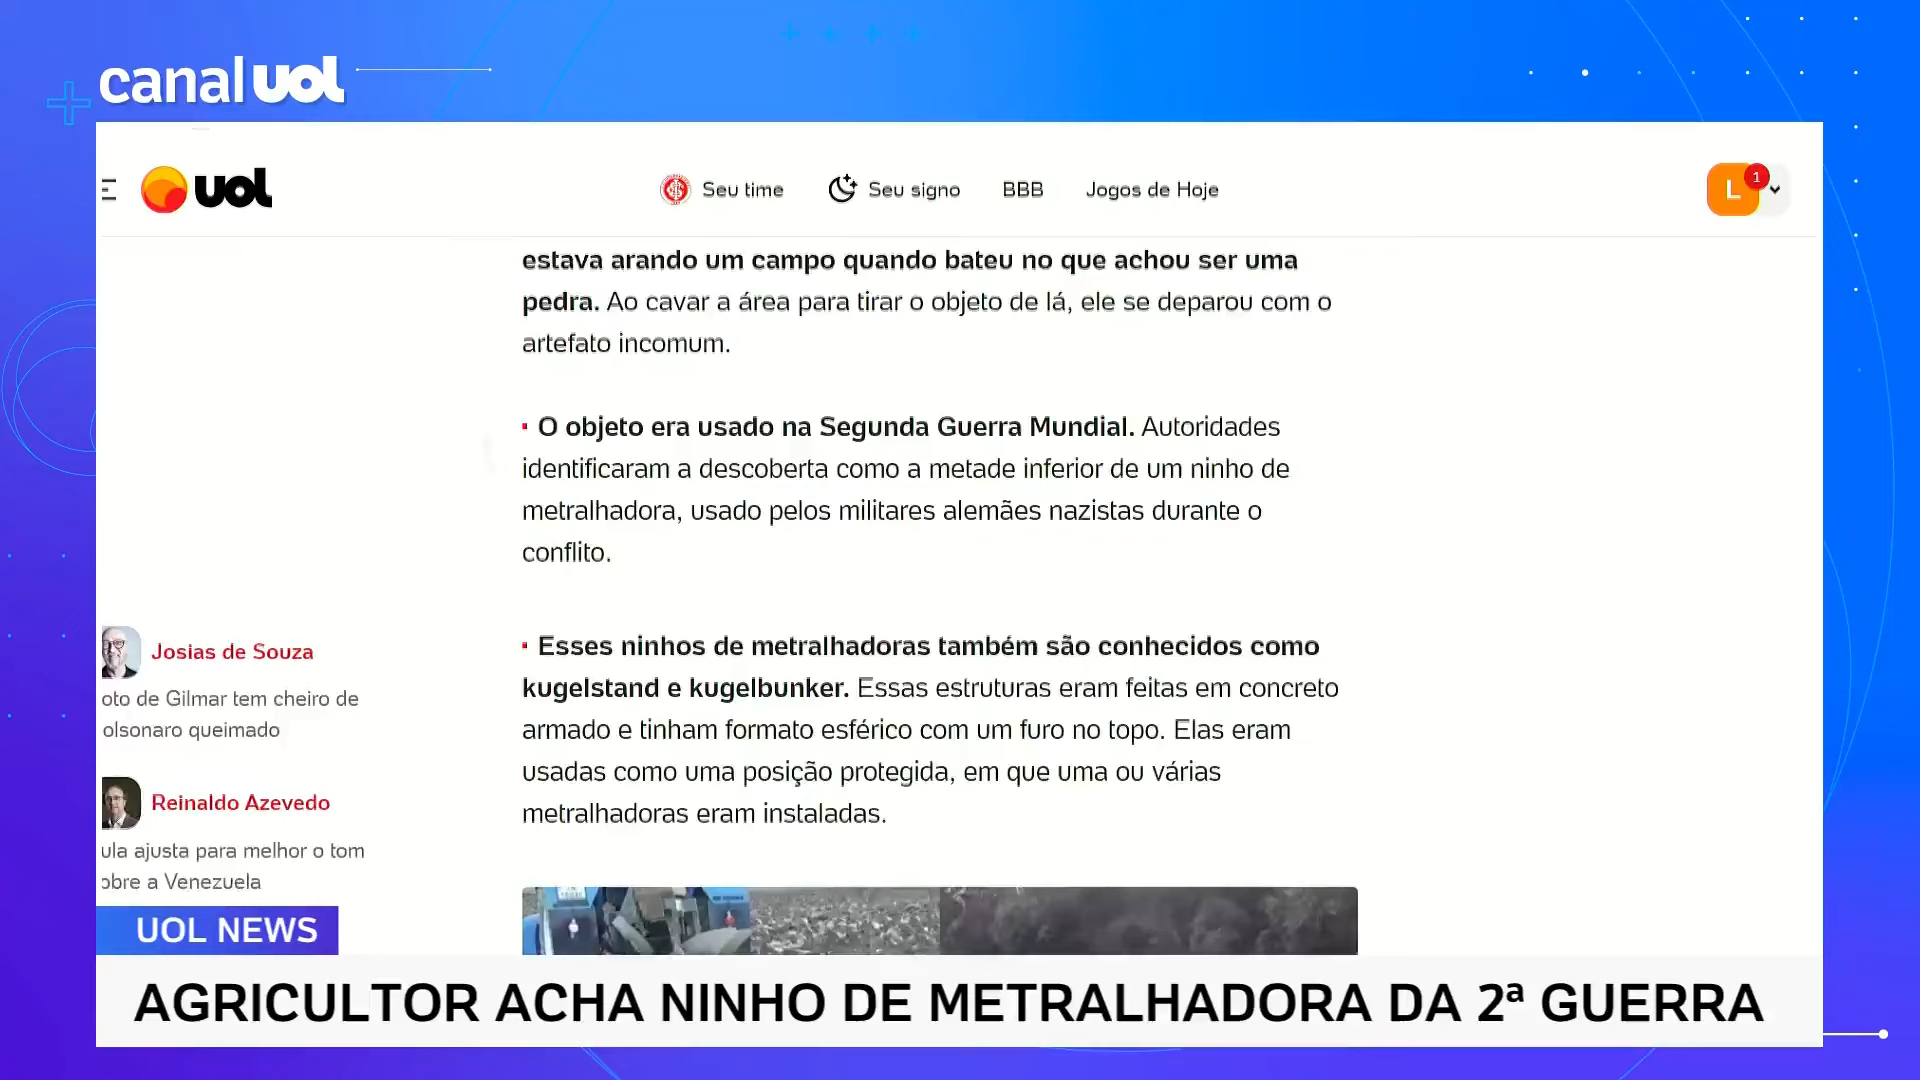 canal uol
uol
Seu time
Seu signo
BBB
Jogos de Hoje
L
1
estava arando um campo quando bateu no que achou ser uma
pedra. Ao cavar a área para tirar o objeto de lá, ele se deparou com o
artefato incomum.
O objeto era usado na Segunda Guerra Mundial. Autoridades
identificaram a descoberta como a metade inferior de um ninho de
metralhadora, usado pelos militares alemães nazistas durante o
conflito.
Esses ninhos de metralhadoras também são conhecidos como
kugelstand e kugelbunker. Essas estruturas eram feitas em concreto
armado e tinham formato esférico com um furo no topo. Elas eram
usadas como uma posição protegida, em que uma ou várias
metralhadoras eram instaladas.
Josias de Souza
oto de Gilmar tem cheiro de
olsonaro queimado
Reinaldo Azevedo
ula ajusta para melhor o tom
obre a Venezuela
UOL NEWS
AGRICULTOR ACHA NINHO DE METRALHADORA DA 2ª GUERRA